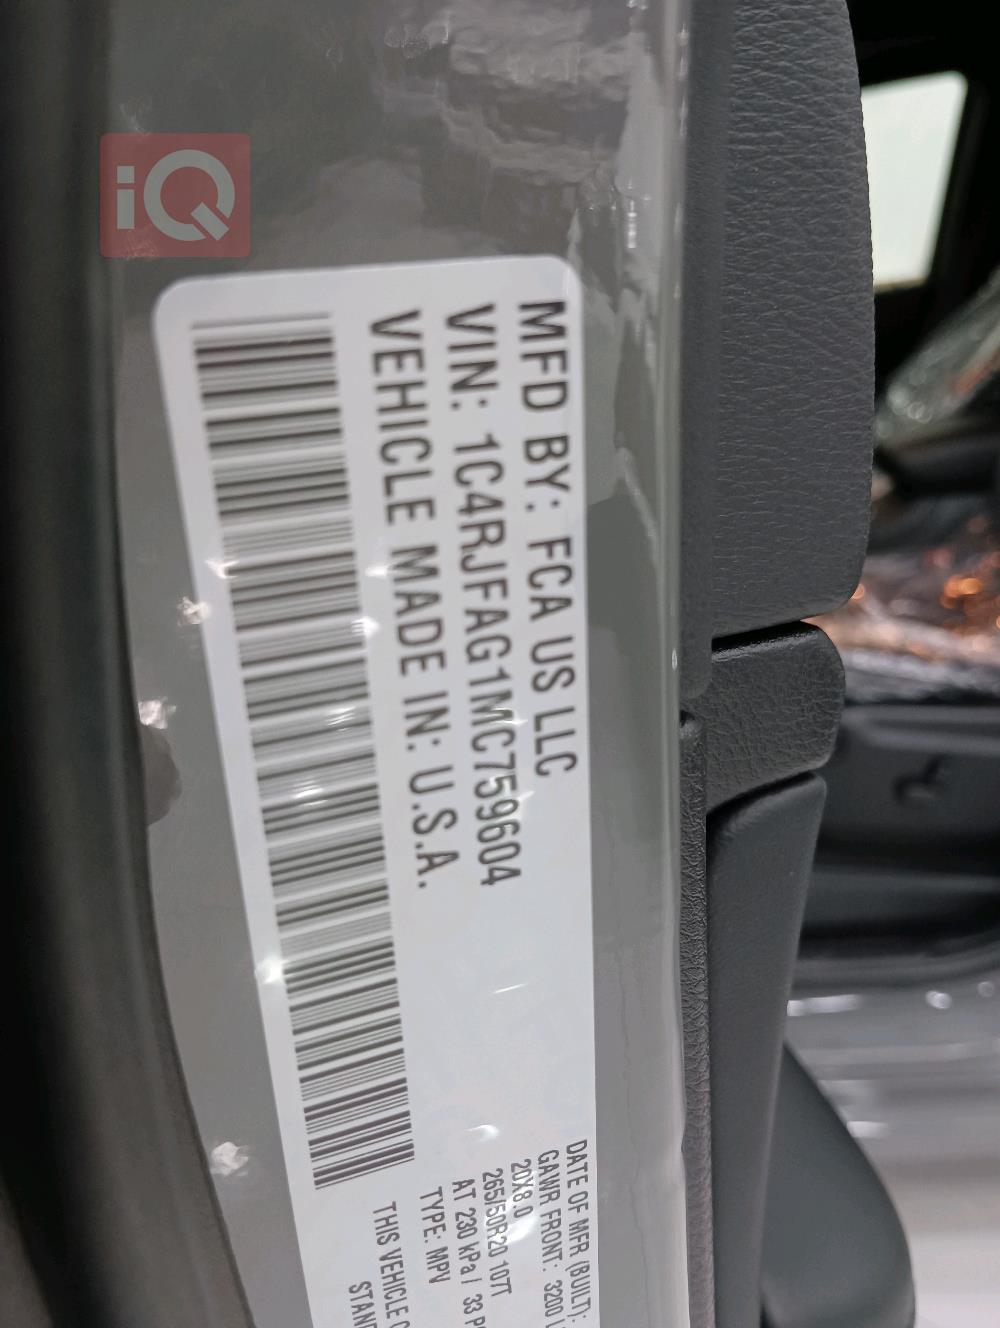 iQ
MFD BY: FCA US LLC
VIN: 1C4RJFAG1MC759604
VEHICLE MADE IN: U.S.A.
DATE OF MFR (BUILT):
GAWR FRONT: 3200
20X8.0
265/50R20 107T
AT 230 kPa / 33
TYPE: MPV
THIS VEHICLE